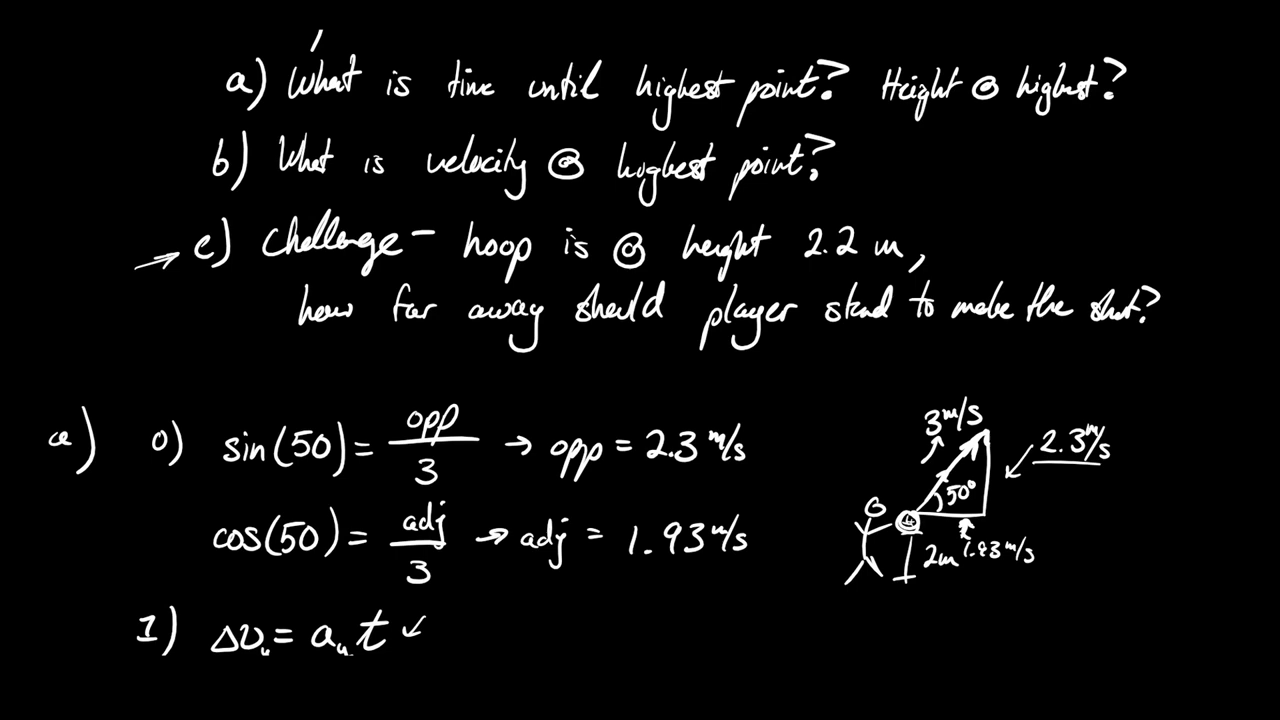 a) What is time until highest point? Height @ highest?
b) What is velocity @ highest point?
c) Challenge - hoop is @ height 2.2 m,
how far away should player stand to make the shot?
a) 0) sin(50) = opp/3 → opp = 2.3 m/s
cos(50) = adj/3 → adj = 1.93 m/s
1) Δv_y = a_y t
3 m/s
2.3 m/s
50°
2m
1.93 m/s